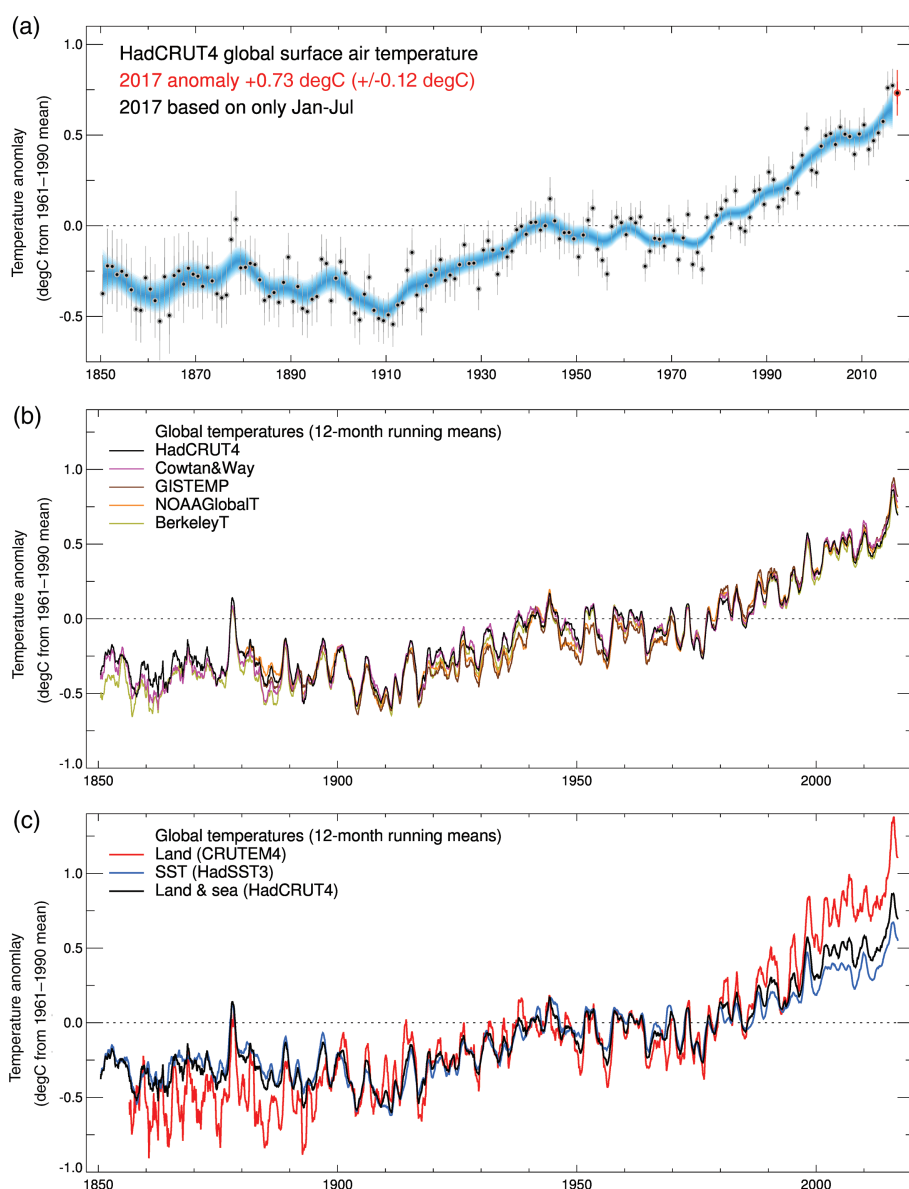 (a)
HadCRUT4 global surface air temperature
2017 anomaly +0.73 degC (+/-0.12 degC)
2017 based on only Jan-Jul
Temperature anomlay
(degC from 1961–1990 mean)
1.0
0.5
0.0
-0.5
1850 1870 1890 1910 1930 1950 1970 1990 2010
(b)
Global temperatures (12-month running means)
HadCRUT4
Cowtan&Way
GISTEMP
NOAAGlobalT
BerkeleyT
Temperature anomlay
(degC from 1961–1990 mean)
1.0
0.5
0.0
-0.5
-1.0
1850 1900 1950 2000
(c)
Global temperatures (12-month running means)
Land (CRUTEM4)
SST (HadSST3)
Land & sea (HadCRUT4)
Temperature anomlay
(degC from 1961–1990 mean)
1.0
0.5
0.0
-0.5
-1.0
1850 1900 1950 2000